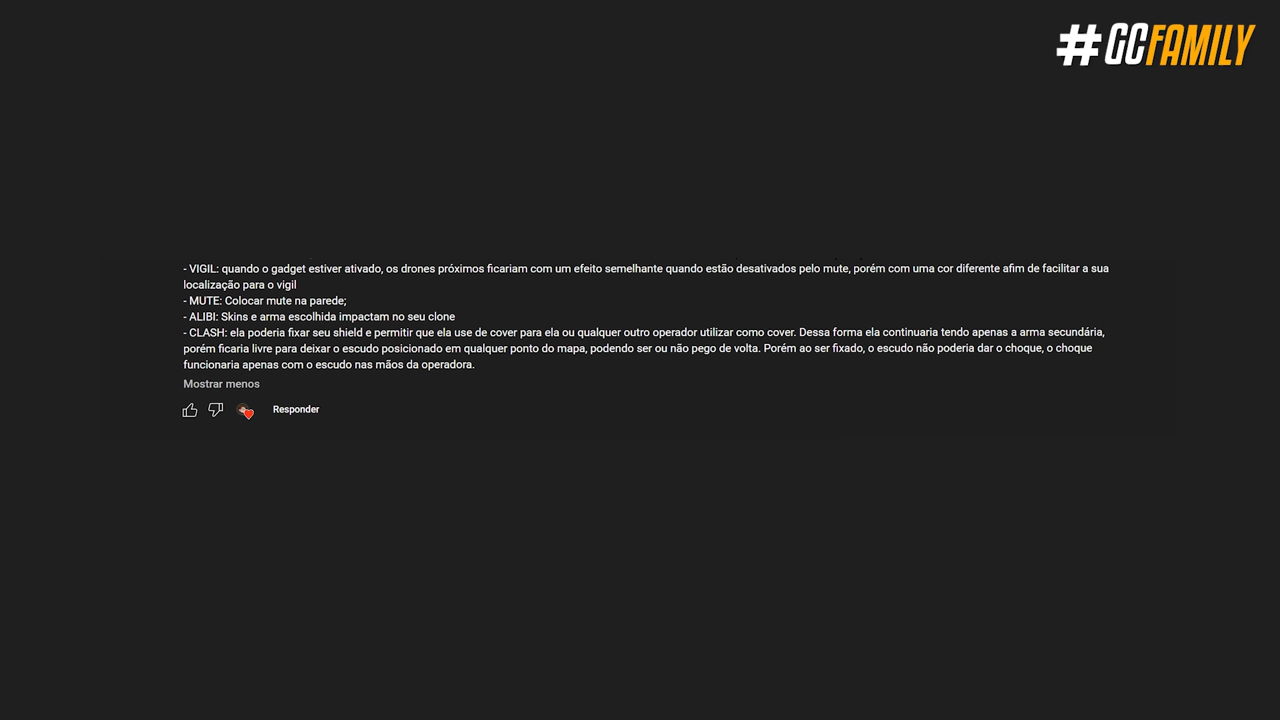 #GCFAMILY
- VIGIL: quando o gadget estiver ativado, os drones próximos ficariam com um efeito semelhante quando estão desativados pelo mute, porém com uma cor diferente afim de facilitar a sua
localização para o vigil
- MUTE: Colocar mute na parede;
- ALIBI: Skins e arma escolhida impactam no seu clone
- CLASH: ela poderia fixar seu shield e permitir que ela use de cover para ela ou qualquer outro operador utilizar como cover. Dessa forma ela continuaria tendo apenas a arma secundária,
porém ficaria livre para deixar o escudo posicionado em qualquer ponto do mapa, podendo ser ou não pego de volta. Porém ao ser fixado, o escudo não poderia dar o choque, o choque
funcionaria apenas com o escudo nas mãos da operadora.
Mostrar menos
Responder